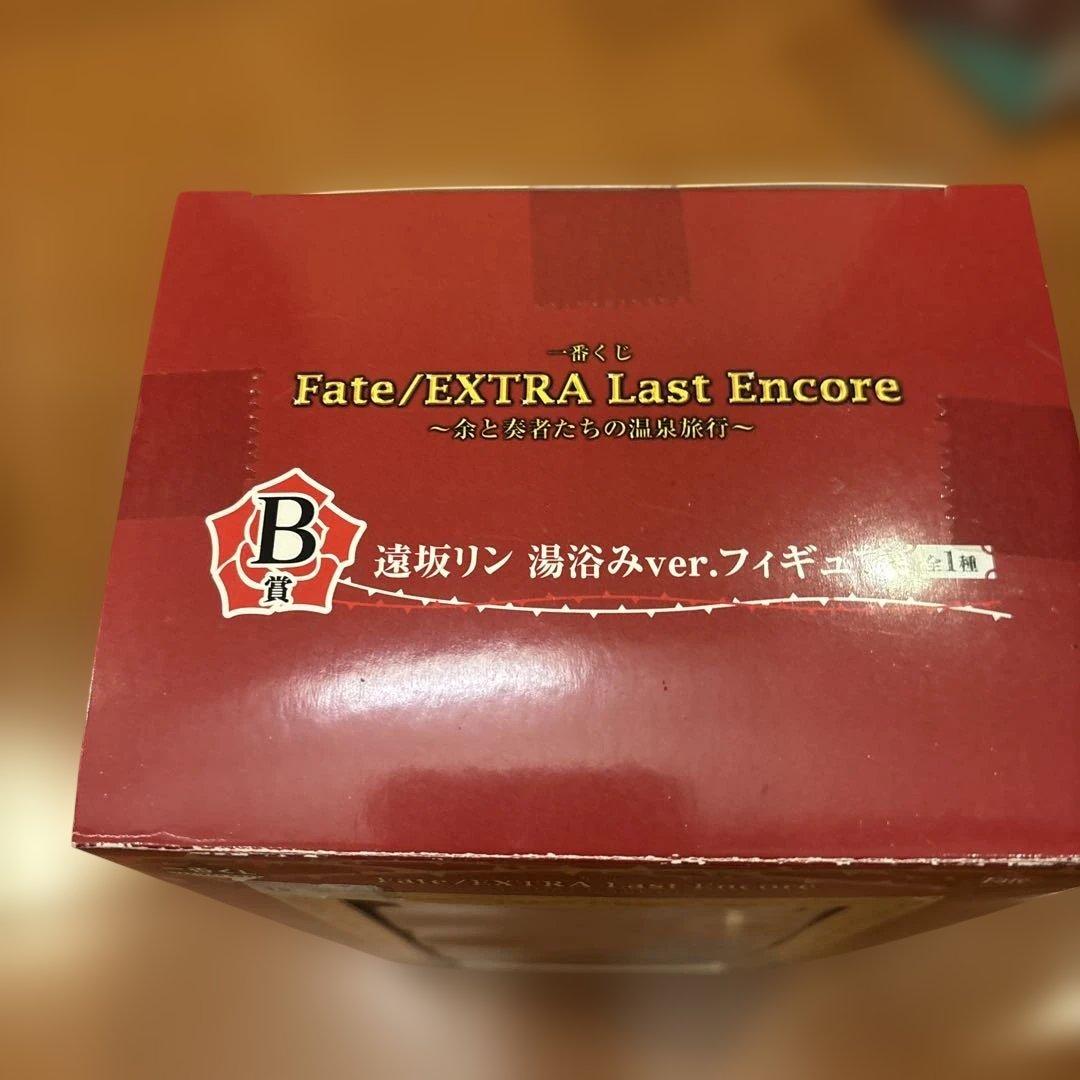 一番くじ
Fate/EXTRA Last Encore
～余と奏者たちの温泉旅行～
B
賞
遠坂リン 湯浴みver.フィギュ
全1種
Fate/EXTRA Last Encore